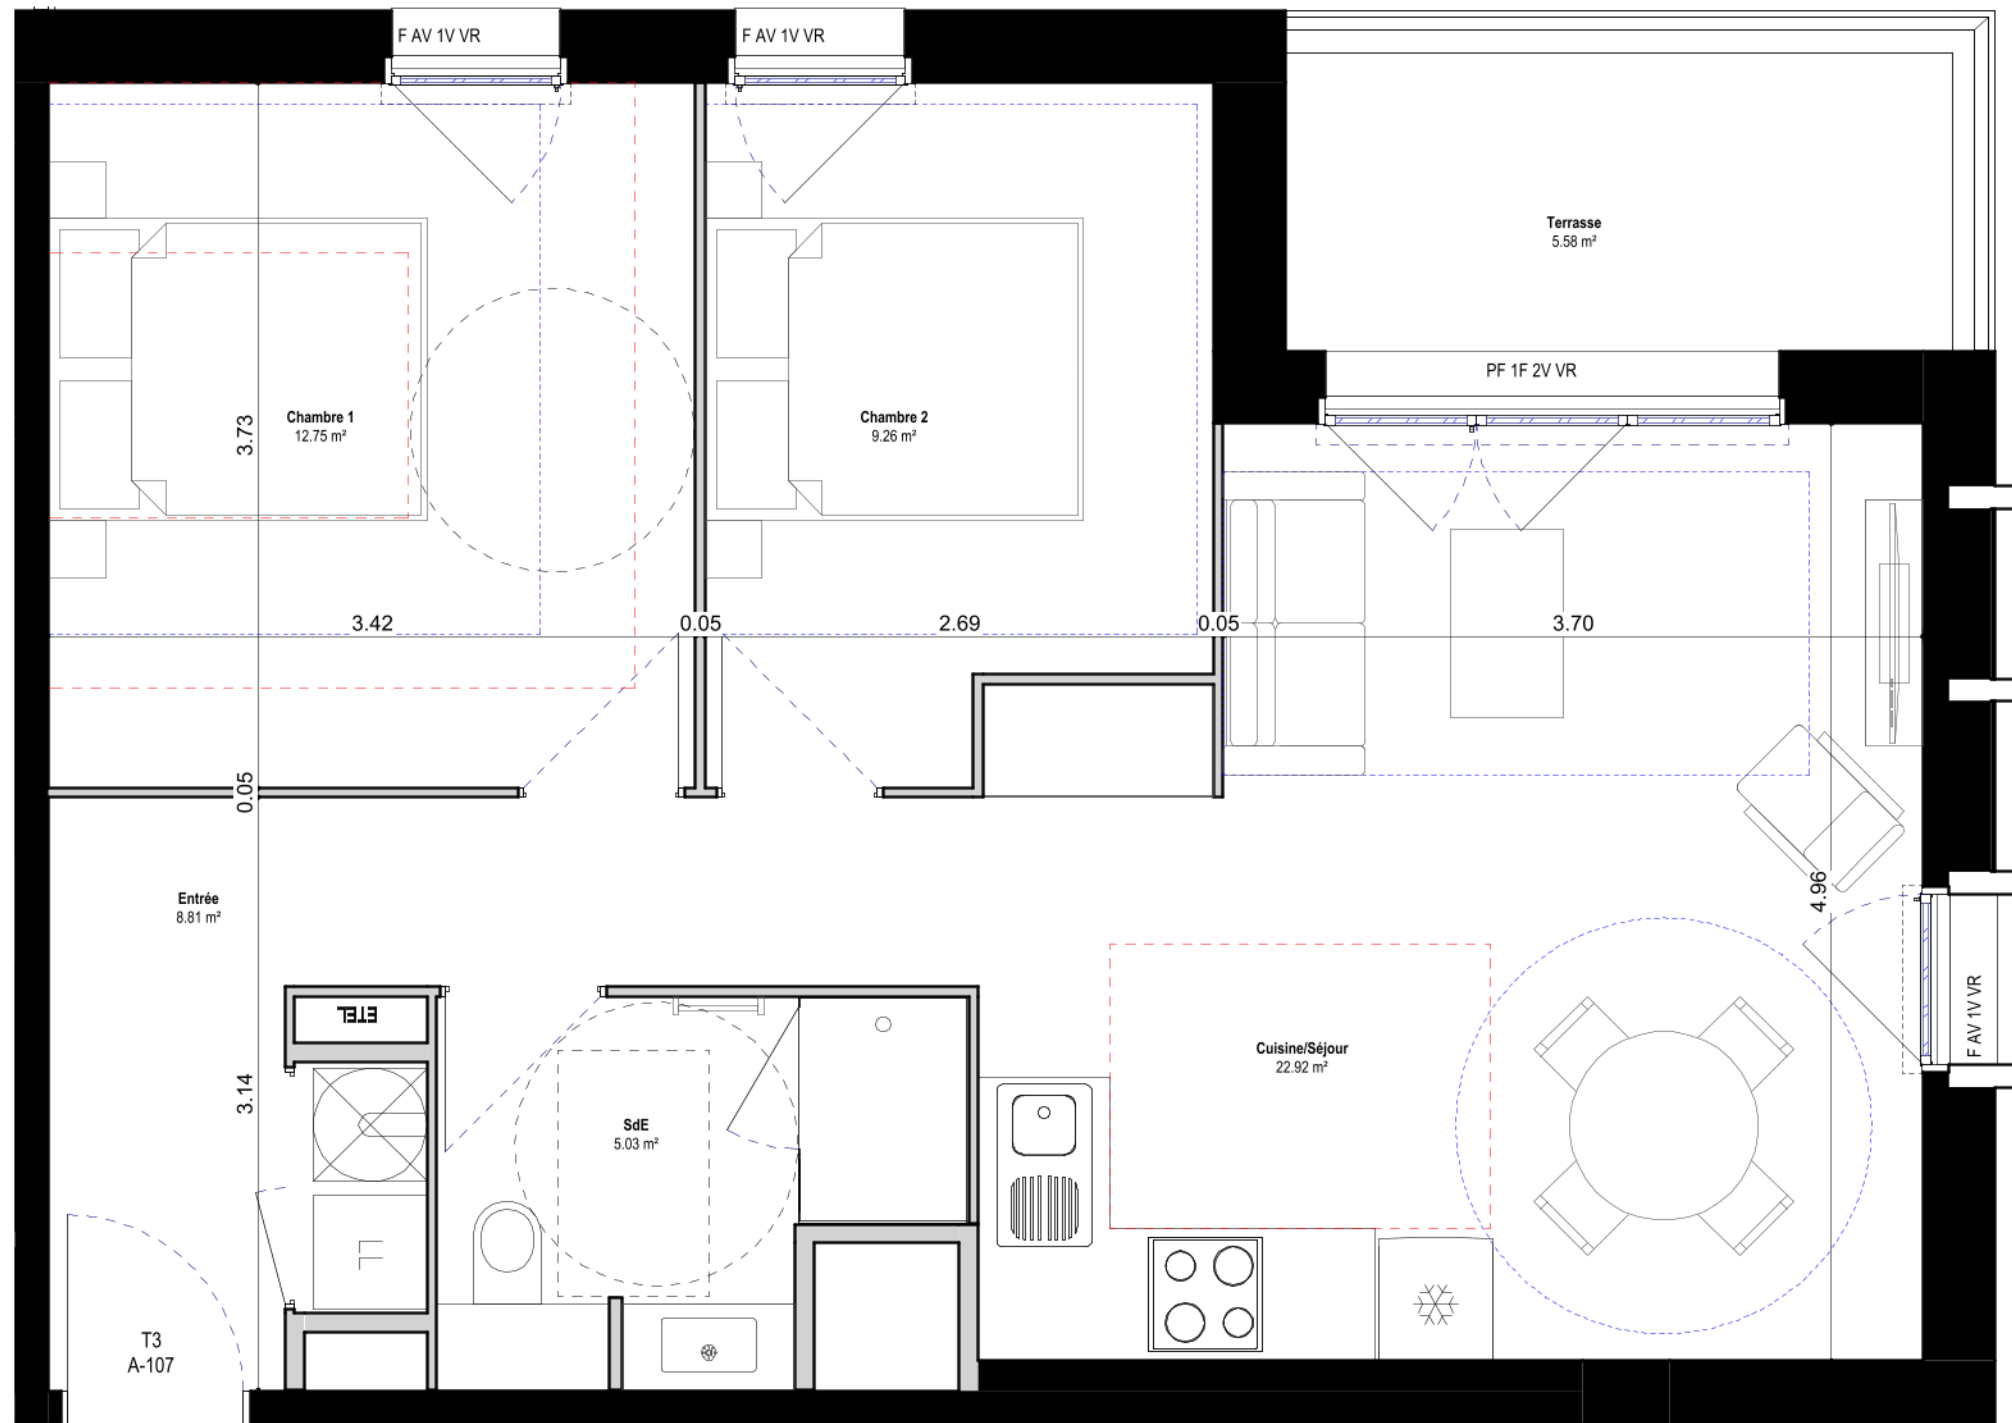 F AV 1V VR
F AV 1V VR
Terrasse
5.58 m²
PF 1F 2V VR
Chambre 1
12.75 m²
3.73
Chambre 2
9.26 m²
3.42
0.05
2.69
0.05
3.70
0.05
4.96
Entrée
8.81 m²
ETEL
F AV 1V VR
Cuisine/Séjour
22.92 m²
3.14
SdE
5.03 m²
LL
T3
A-107